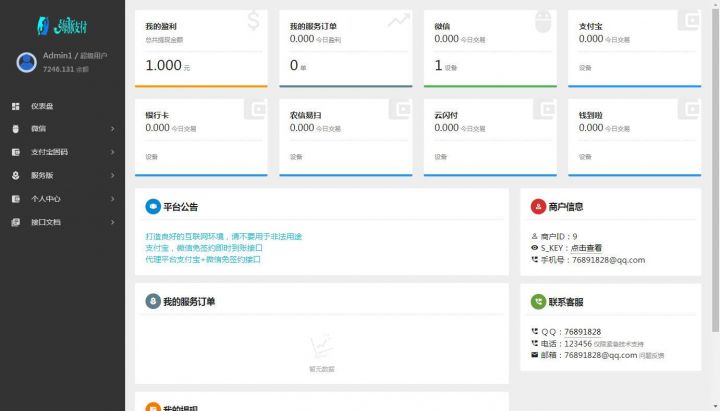 支付
Admin1 / 超级用户
7246.131 余额
仪表盘
微信
支付宝固码
服务版
个人中心
接口文档
我的盈利
总共提现金额
1.000 元
我的服务订单
0.000 今日盈利
0 单
微信
0.000 今日交易
1 设备
支付宝
0.000 今日交易
设备
银行卡
0.000 今日交易
设备
农信易扫
0.000 今日交易
设备
云闪付
0.000 今日交易
设备
钱到啦
0.000 今日交易
设备
平台公告
打造良好的互联网环境，请不要用于非法用途
支付宝，微信免签约即时到账接口
代理平台支付宝+微信免签约接口
商户信息
商户ID：9
S_KEY：点击查看
手机号：76891828@qq.com
我的服务订单
暂无数据
联系客服
QQ：76891828
电话：123456 仅限紧急技术支持
邮箱：76891828@qq.com 问题反馈
我的提现